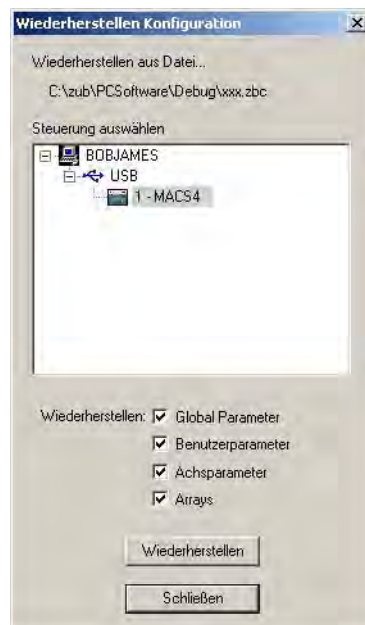 Wiederherstellen Konfiguration
Wiederherstellen aus Datei...
C:\zub\PCSoftware\Debug\xxx.zbc
Steuerung auswählen
BOBJAMES
USB
1 - MACS4
Wiederherstellen: Global Parameter
Benutzerparameter
Achsparameter
Arrays
Wiederherstellen
Schließen